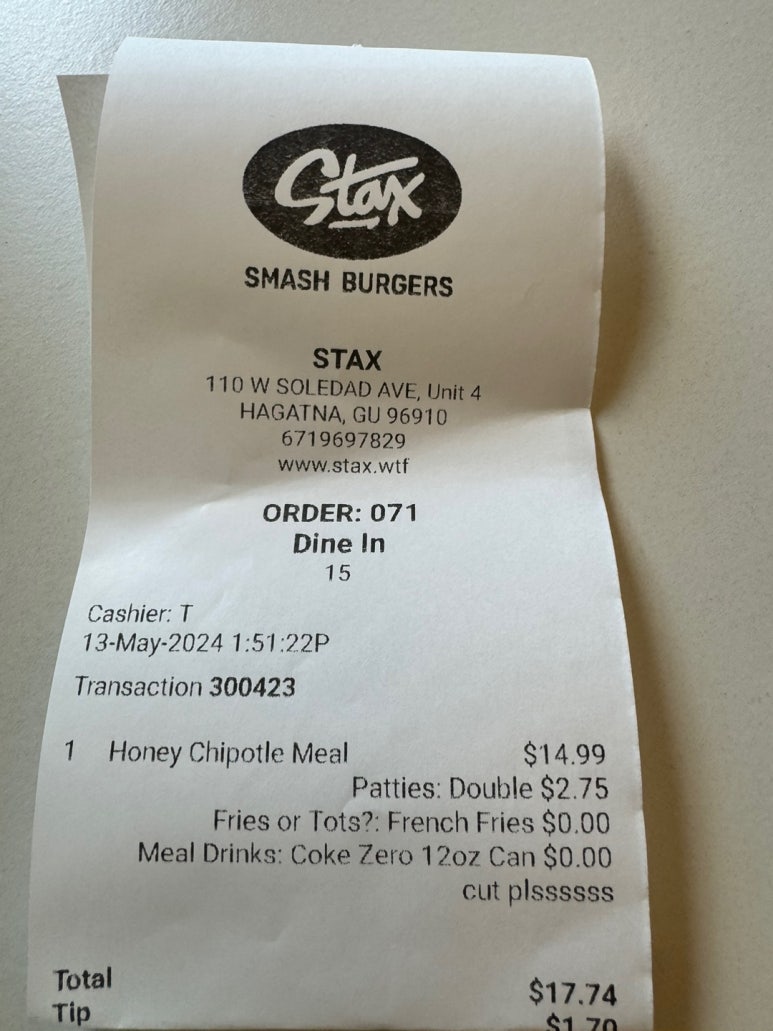 Stax
SMASH BURGERS
STAX
110 W SOLEDAD AVE, Unit 4
HAGATNA, GU 96910
6719697829
www.stax.wtf
ORDER: 071
Dine In
15
Cashier: T
13-May-2024 1:51:22P
Transaction 300423
1 Honey Chipotle Meal $14.99
Patties: Double $2.75
Fries or Tots?: French Fries $0.00
Meal Drinks: Coke Zero 12oz Can $0.00
cut plssssss
Total $17.74
Tip $1.70